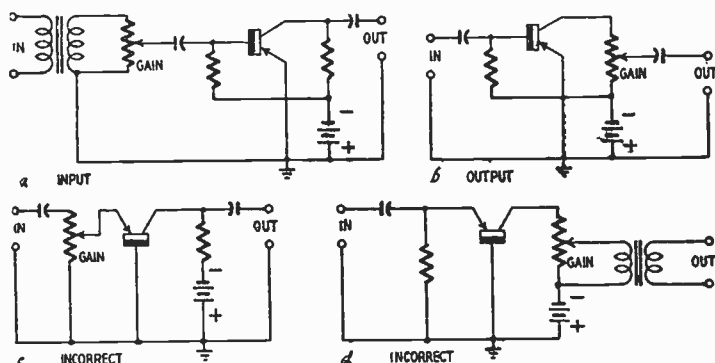 IN
GAIN
OUT
−
+
a INPUT
IN
GAIN
OUT
−
+
b OUTPUT
IN
GAIN
OUT
−
+
c INCORRECT
IN
GAIN
OUT
−
+
d INCORRECT